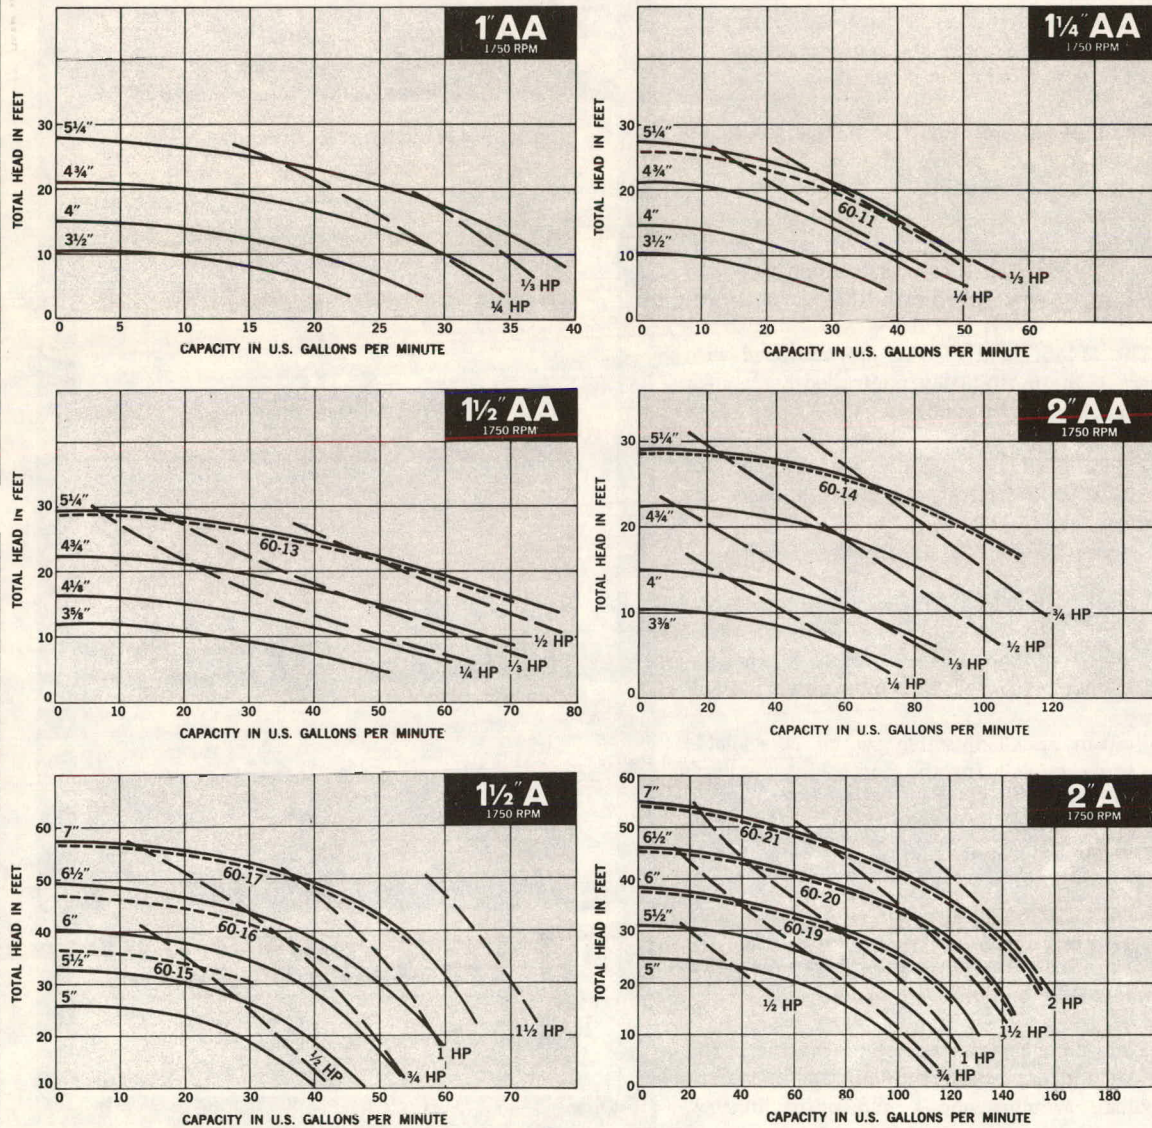 1″ AA
1750 RPM
TOTAL HEAD IN FEET
30
20
10
0
5¼″
4¾″
4″
3½″
¼ HP
⅓ HP
0 5 10 15 20 25 30 35 40
CAPACITY IN U.S. GALLONS PER MINUTE
1¼″ AA
1750 RPM
TOTAL HEAD IN FEET
30
20
10
0
5¼″
4¾″
4″
3½″
60-11
¼ HP
⅓ HP
0 10 20 30 40 50 60
CAPACITY IN U.S. GALLONS PER MINUTE
1½″ AA
1750 RPM
TOTAL HEAD IN FEET
30
20
10
0
5¼″
4¾″
4⅛″
3⅝″
60-13
½ HP
⅓ HP
¼ HP
0 10 20 30 40 50 60 70 80
CAPACITY IN U.S. GALLONS PER MINUTE
2″ AA
1750 RPM
TOTAL HEAD IN FEET
30
20
10
0
5¼″
4¾″
4″
3⅜″
60-14
¾ HP
½ HP
⅓ HP
¼ HP
0 20 40 60 80 100 120
CAPACITY IN U.S. GALLONS PER MINUTE
1½″ A
1750 RPM
TOTAL HEAD IN FEET
60
50
40
30
20
10
7″
6½″
6″
5½″
5″
60-17
60-16
60-15
1½ HP
1 HP
¾ HP
½ HP
0 10 20 30 40 50 60 70
CAPACITY IN U.S. GALLONS PER MINUTE
2″ A
1750 RPM
TOTAL HEAD IN FEET
60
50
40
30
20
10
0
7″
6½″
6″
5½″
5″
60-21
60-20
60-19
½ HP
2 HP
1½ HP
1 HP
¾ HP
20 40 60 80 100 120 140 160 180
CAPACITY IN U.S. GALLONS PER MINUTE